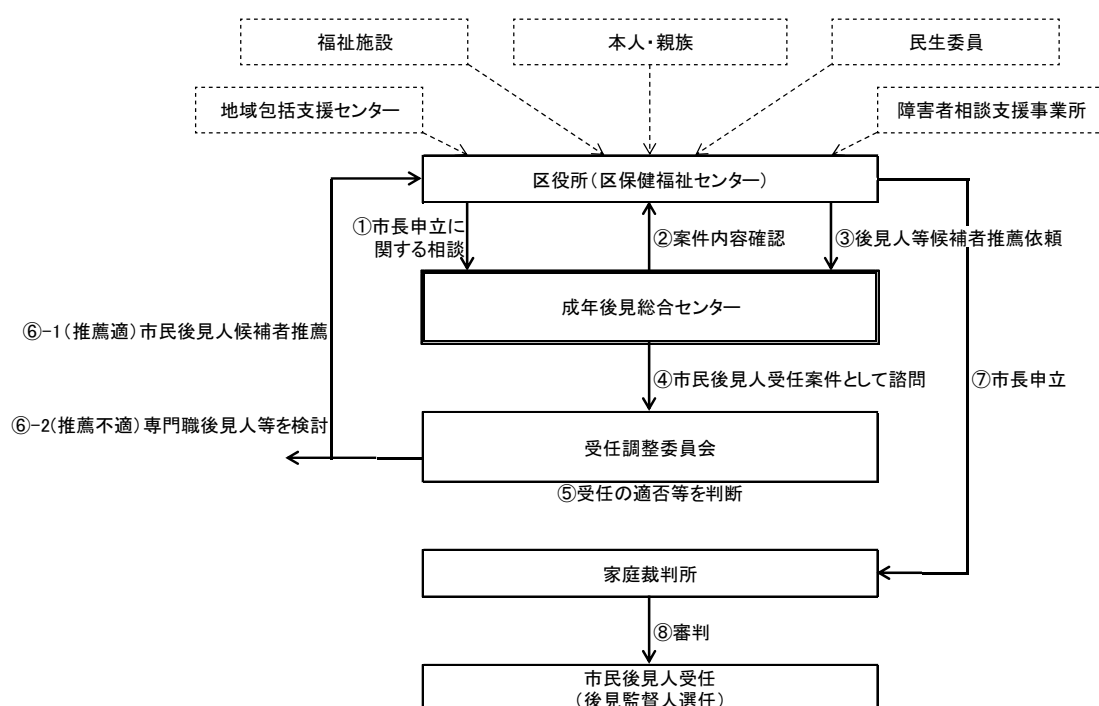 福祉施設
本人・親族
民生委員
地域包括支援センター
障害者相談支援事業所
区役所（区保健福祉センター）
①市長申立に
関する相談
②案件内容確認
③後見人等候補者推薦依頼
成年後見総合センター
⑥-1（推薦適）市民後見人候補者推薦
④市民後見人受任案件として諮問
⑦市長申立
⑥-2（推薦不適）専門職後見人等を検討
受任調整委員会
⑤受任の適否等を判断
家庭裁判所
⑧審判
市民後見人受任
（後見監督人選任）